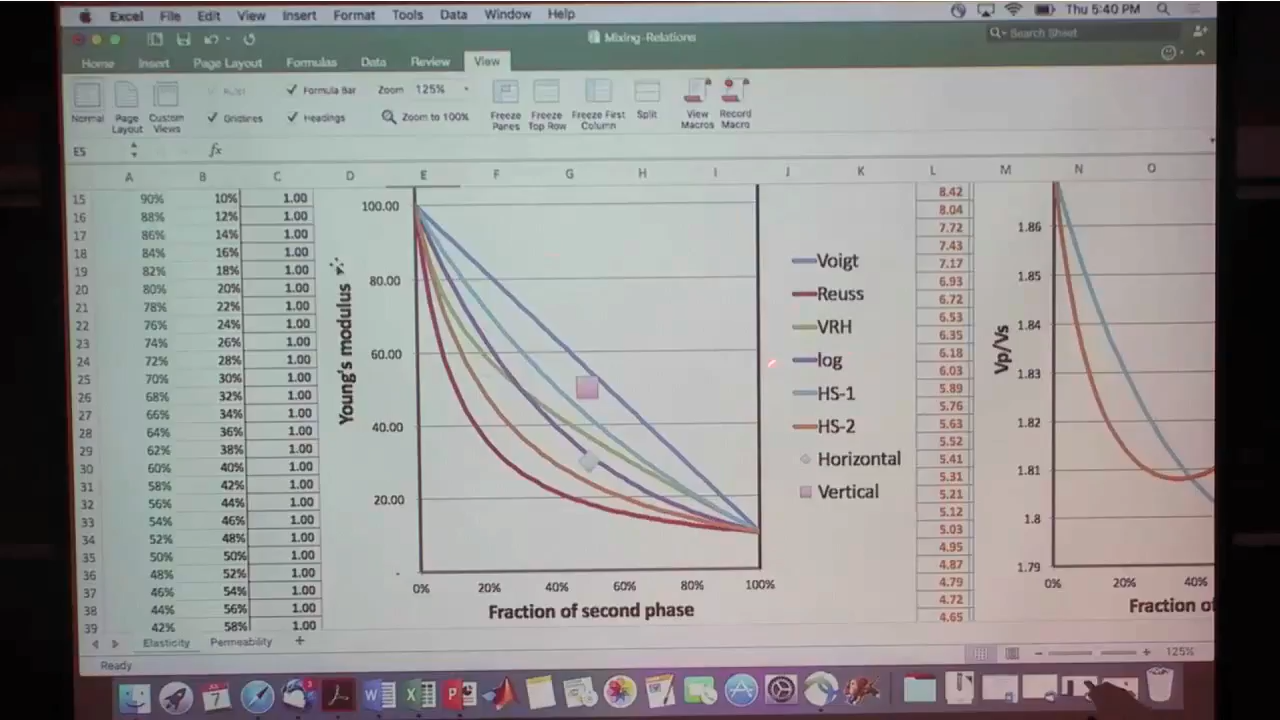 Excel File Edit View Insert Format Tools Data Window Help Thu 5:40 PM
Mixing-Relations Search Sheet
Home Insert Page Layout Formulas Data Review View
Ruler Formula Bar Zoom 125%
Normal Page Layout Custom Views Gridlines Headings Zoom to 100% Freeze Panes Freeze Top Row Freeze First Column Split View Macros Record Macro
E5 fx
A B C D E F G H I J K L M N O
15 90% 10% 1.00
16 88% 12% 1.00
17 86% 14% 1.00
18 84% 16% 1.00
19 82% 18% 1.00
20 80% 20% 1.00
21 78% 22% 1.00
22 76% 24% 1.00
23 74% 26% 1.00
24 72% 28% 1.00
25 70% 30% 1.00
26 68% 32% 1.00
27 66% 34% 1.00
28 64% 36% 1.00
29 62% 38% 1.00
30 60% 40% 1.00
31 58% 42% 1.00
32 56% 44% 1.00
33 54% 46% 1.00
34 52% 48% 1.00
35 50% 50% 1.00
36 48% 52% 1.00
37 46% 54% 1.00
38 44% 56% 1.00
39 42% 58% 1.00
Young's modulus
100.00
80.00
60.00
40.00
20.00
-
0% 20% 40% 60% 80% 100%
Fraction of second phase
Voigt
Reuss
VRH
log
HS-1
HS-2
Horizontal
Vertical
8.42
8.04
7.72
7.43
7.17
6.93
6.72
6.53
6.35
6.18
6.03
5.89
5.76
5.63
5.52
5.41
5.31
5.21
5.12
5.03
4.95
4.87
4.79
4.72
4.65
Vp/Vs
1.86
1.85
1.84
1.83
1.82
1.81
1.8
1.79
0% 20% 40%
Fraction of
Elasticity Permeability +
Ready 125%
7 W X P